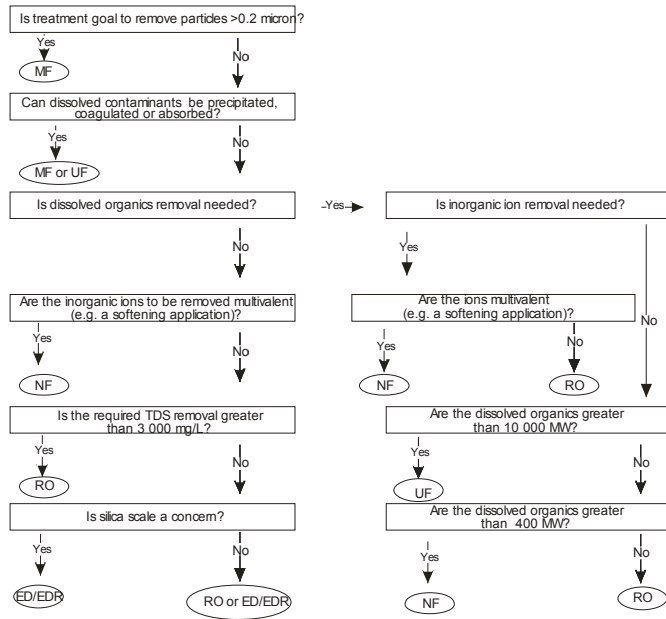 Is treatment goal to remove particles >0.2 micron?
Yes
No
MF
Can dissolved contaminants be precipitated,
coagulated or absorbed?
Yes
No
MF or UF
Is dissolved organics removal needed?
Yes
Is inorganic ion removal needed?
No
Yes
No
Are the inorganic ions to be removed multivalent
(e.g. a softening application)?
Are the ions multivalent
(e.g. a softening application)?
Yes
No
Yes
No
NF
NF
RO
Is the required TDS removal greater
than 3 000 mg/L?
Are the dissolved organics greater
than 10 000 MW?
Yes
No
Yes
No
RO
UF
Is silica scale a concern?
Are the dissolved organics greater
than 400 MW?
Yes
No
Yes
No
ED/EDR
RO or ED/EDR
NF
RO